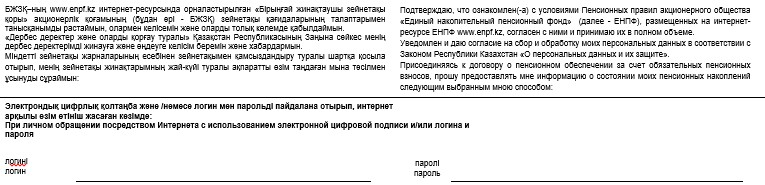 БЖЗҚ–ның www.enpf.kz интернет-ресурсында орналастырылған «Бірыңғай жинақтаушы зейнетақы
қоры» акционерлік қоғамының (бұдан әрі - БЖЗҚ) зейнетақы қағидаларының талаптарымен
танысқанымды растаймын, олармен келісемін және оларды толық көлемде қабылдаймын.
«Дербес деректер және оларды қорғау туралы» Қазақстан Республикасының Заңына сәйкес менің
дербес деректерімді жинауға және өңдеуге келісім беремін және хабардармын.
Міндетті зейнетақы жарналарының есебінен зейнетақымен қамсыздандыру туралы шартқа қосыла
отырып, менің зейнетақы жинақтарымның жай-күйі туралы ақпаратты өзім таңдаған мына тәсілмен
ұсынуды сұраймын:
Подтверждаю, что ознакомлен(-а) с условиями Пенсионных правил акционерного общества
«Единый накопительный пенсионный фонд» (далее - ЕНПФ), размещенных на интернет-
ресурсе ЕНПФ www.enpf.kz, согласен с ними и принимаю их в полном объеме.
Уведомлен и даю согласие на сбор и обработку моих персональных данных в соответствии с
Законом Республики Казахстан «О персональных данных и их защите».
Присоединяясь к договору о пенсионном обеспечении за счет обязательных пенсионных
взносов, прошу предоставлять мне информацию о состоянии моих пенсионных накоплений
следующим выбранным мною способом:
Электрондық цифрлық қолтаңба және /немесе логин мен парольді пайдалана отырып, интернет
арқылы өзім өтініш жасаған кезімде:
При личном обращении посредством Интернета с использованием электронной цифровой подписи и/или логина и
пароля
логині
логин
паролі
пароль